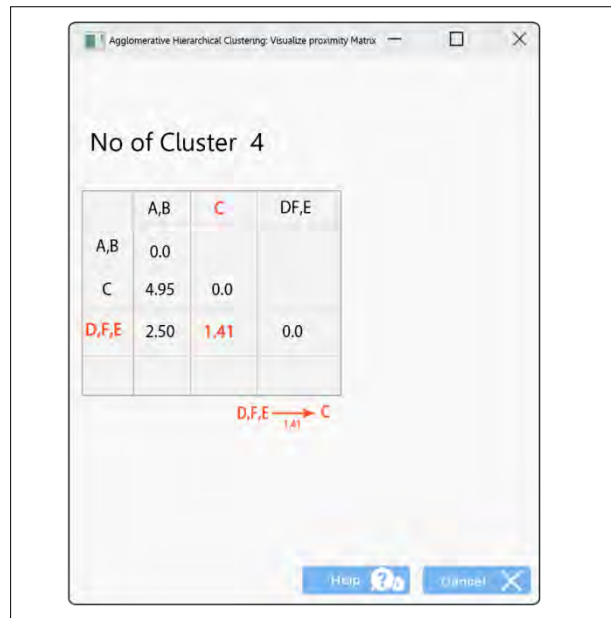 Agglomerative Hierarchical Clustering: Visualize proximity Matrix
No of Cluster 4
A,B C DF,E
A,B 0.0
C 4.95 0.0
D,F,E 2.50 1.41 0.0
D,F,E C
1.41
Help ?
Cancel